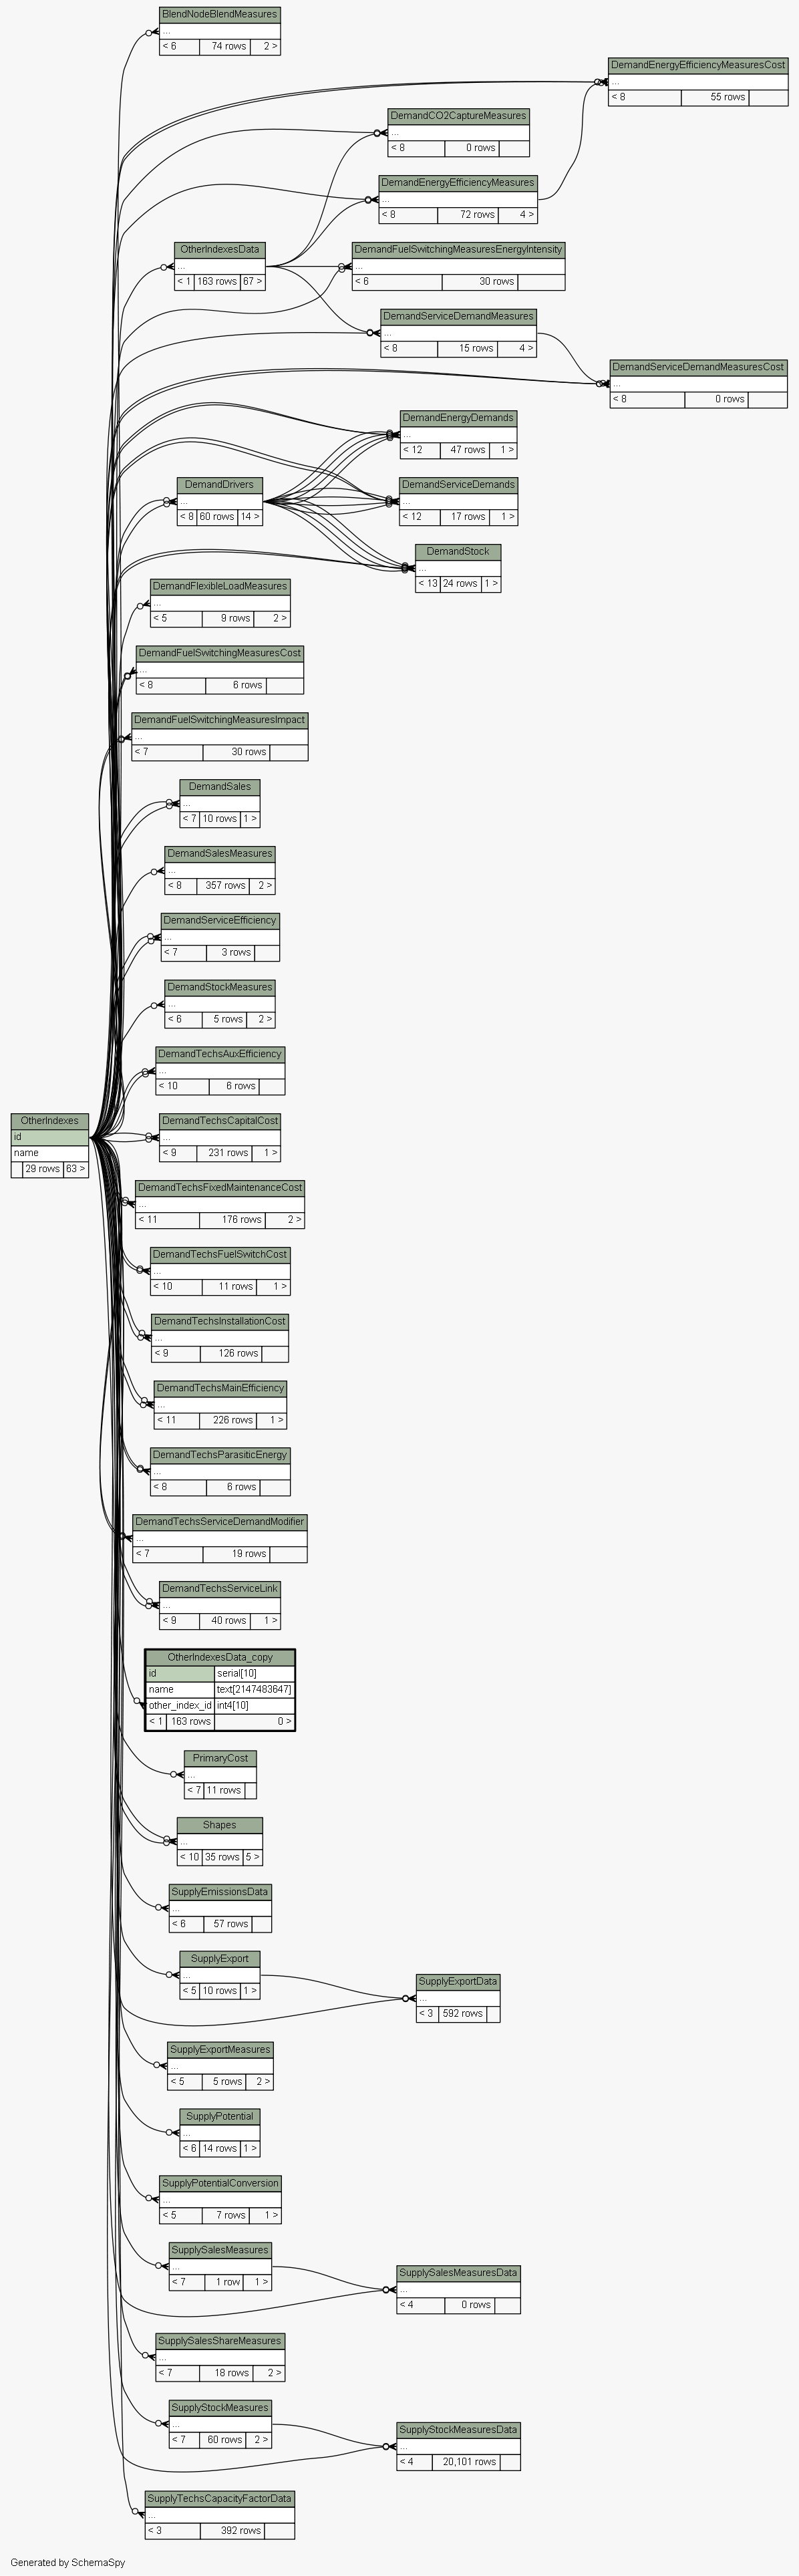 BlendNodeBlendMeasures
...
< 6 74 rows 2 >
DemandEnergyEfficiencyMeasuresCost
...
< 8 55 rows
DemandCO2CaptureMeasures
...
< 8 0 rows
DemandEnergyEfficiencyMeasures
...
< 8 72 rows 4 >
OtherIndexesData
...
< 1 163 rows 67 >
DemandFuelSwitchingMeasuresEnergyIntensity
...
< 6 30 rows
DemandServiceDemandMeasures
...
< 8 15 rows 4 >
DemandServiceDemandMeasuresCost
...
< 8 0 rows
DemandEnergyDemands
...
< 12 47 rows 1 >
DemandDrivers
...
< 8 60 rows 14 >
DemandServiceDemands
...
< 12 17 rows 1 >
DemandStock
...
< 13 24 rows 1 >
DemandFlexibleLoadMeasures
...
< 5 9 rows 2 >
DemandFuelSwitchingMeasuresCost
...
< 8 6 rows
DemandFuelSwitchingMeasuresImpact
...
< 7 30 rows
DemandSales
...
< 7 10 rows 1 >
DemandSalesMeasures
...
< 8 357 rows 2 >
DemandServiceEfficiency
...
< 7 3 rows
DemandStockMeasures
...
< 6 5 rows 2 >
DemandTechsAuxEfficiency
...
< 10 6 rows
OtherIndexes
id
name
29 rows 63 >
DemandTechsCapitalCost
...
< 9 231 rows 1 >
DemandTechsFixedMaintenanceCost
...
< 11 176 rows 2 >
DemandTechsFuelSwitchCost
...
< 10 11 rows 1 >
DemandTechsInstallationCost
...
< 9 126 rows
DemandTechsMainEfficiency
...
< 11 226 rows 1 >
DemandTechsParasiticEnergy
...
< 8 6 rows
DemandTechsServiceDemandModifier
...
< 7 19 rows
DemandTechsServiceLink
...
< 9 40 rows 1 >
OtherIndexesData_copy
id serial[10]
name text[2147483647]
other_index_id int4[10]
< 1 163 rows 0 >
PrimaryCost
...
< 7 11 rows
Shapes
...
< 10 35 rows 5 >
SupplyEmissionsData
...
< 6 57 rows
SupplyExport
...
< 5 10 rows 1 >
SupplyExportData
...
< 3 592 rows
SupplyExportMeasures
...
< 5 5 rows 2 >
SupplyPotential
...
< 6 14 rows 1 >
SupplyPotentialConversion
...
< 5 7 rows 1 >
SupplySalesMeasures
...
< 7 1 row 1 >
SupplySalesMeasuresData
...
< 4 0 rows
SupplySalesShareMeasures
...
< 7 18 rows 2 >
SupplyStockMeasures
...
< 7 60 rows 2 >
SupplyStockMeasuresData
...
< 4 20,101 rows
SupplyTechsCapacityFactorData
...
< 3 392 rows
Generated by SchemaSpy